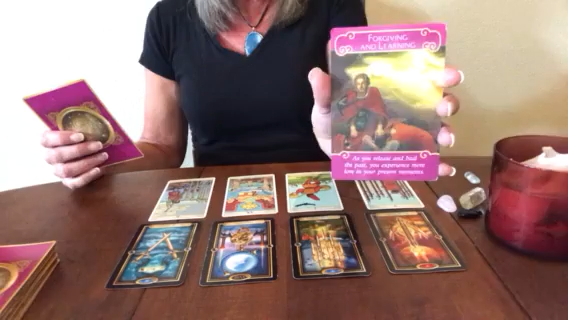 Forgiving
and Learning
As you release and heal
the past, you experience more
love in your present moments.